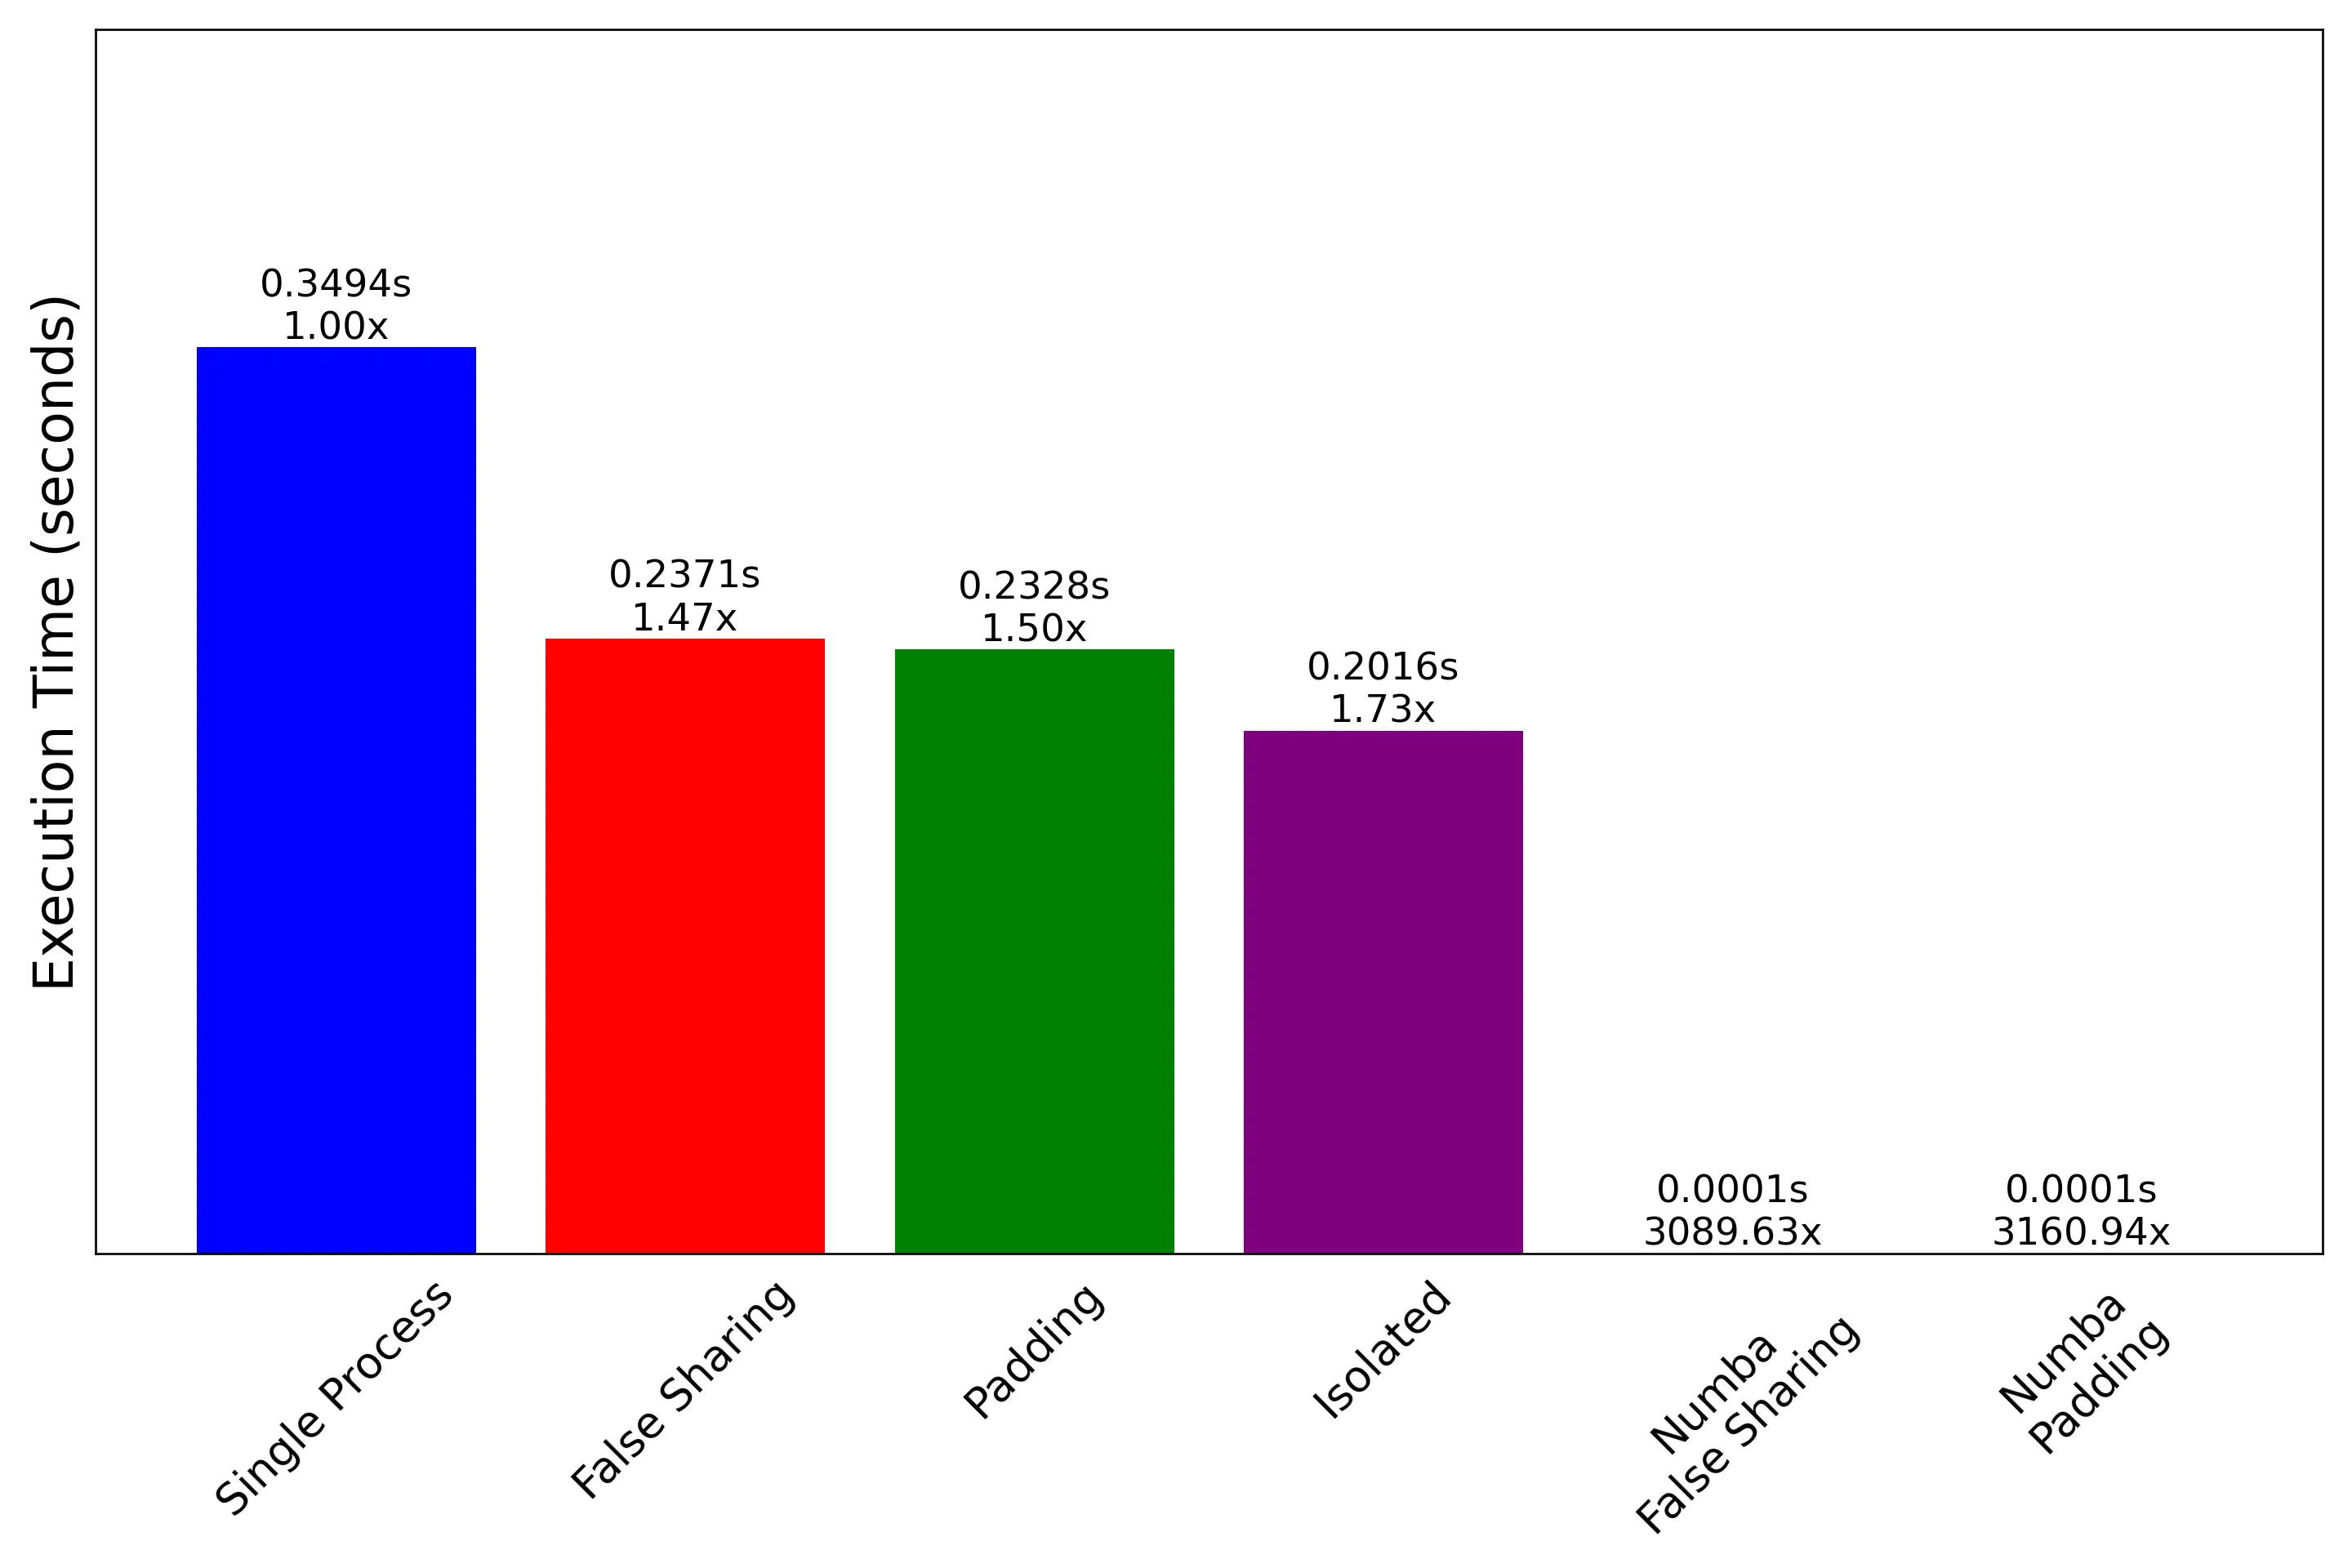 Execution Time (seconds)
0.3494s
1.00x
0.2371s
1.47x
0.2328s
1.50x
0.2016s
1.73x
0.0001s
3089.63x
0.0001s
3160.94x
Single Process
False Sharing
Padding
Isolated
Numba
False Sharing
Numba
Padding